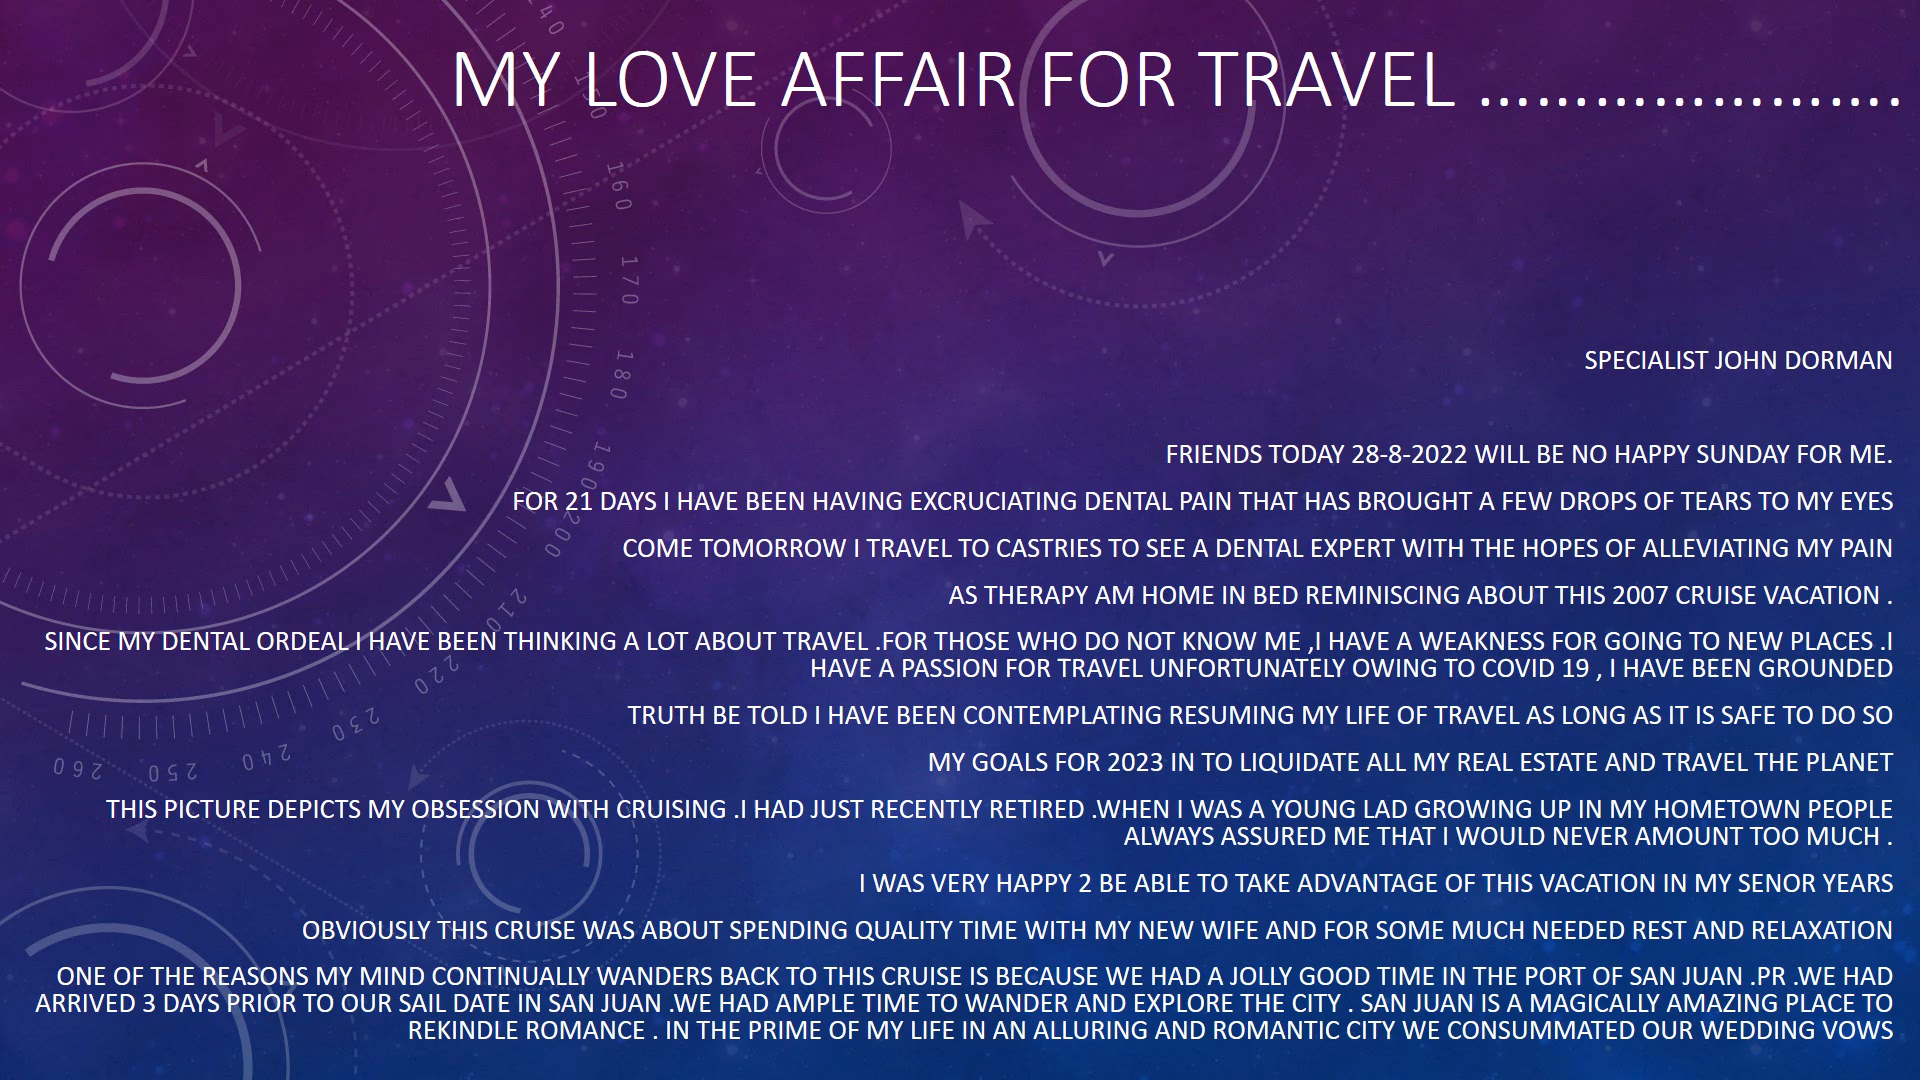 MY LOVE AFFAIR FOR TRAVEL ......................
SPECIALIST JOHN DORMAN
FRIENDS TODAY 28-8-2022 WILL BE NO HAPPY SUNDAY FOR ME.
FOR 21 DAYS I HAVE BEEN HAVING EXCRUCIATING DENTAL PAIN THAT HAS BROUGHT A FEW DROPS OF TEARS TO MY EYES
COME TOMORROW I TRAVEL TO CASTRIES TO SEE A DENTAL EXPERT WITH THE HOPES OF ALLEVIATING MY PAIN
AS THERAPY AM HOME IN BED REMINISCING ABOUT THIS 2007 CRUISE VACATION .
SINCE MY DENTAL ORDEAL I HAVE BEEN THINKING A LOT ABOUT TRAVEL .FOR THOSE WHO DO NOT KNOW ME ,I HAVE A WEAKNESS FOR GOING TO NEW PLACES .I
HAVE A PASSION FOR TRAVEL UNFORTUNATELY OWING TO COVID 19 , I HAVE BEEN GROUNDED
TRUTH BE TOLD I HAVE BEEN CONTEMPLATING RESUMING MY LIFE OF TRAVEL AS LONG AS IT IS SAFE TO DO SO
MY GOALS FOR 2023 IN TO LIQUIDATE ALL MY REAL ESTATE AND TRAVEL THE PLANET
THIS PICTURE DEPICTS MY OBSESSION WITH CRUISING .I HAD JUST RECENTLY RETIRED .WHEN I WAS A YOUNG LAD GROWING UP IN MY HOMETOWN PEOPLE
ALWAYS ASSURED ME THAT I WOULD NEVER AMOUNT TOO MUCH .
I WAS VERY HAPPY 2 BE ABLE TO TAKE ADVANTAGE OF THIS VACATION IN MY SENOR YEARS
OBVIOUSLY THIS CRUISE WAS ABOUT SPENDING QUALITY TIME WITH MY NEW WIFE AND FOR SOME MUCH NEEDED REST AND RELAXATION
ONE OF THE REASONS MY MIND CONTINUALLY WANDERS BACK TO THIS CRUISE IS BECAUSE WE HAD A JOLLY GOOD TIME IN THE PORT OF SAN JUAN .PR .WE HAD
ARRIVED 3 DAYS PRIOR TO OUR SAIL DATE IN SAN JUAN .WE HAD AMPLE TIME TO WANDER AND EXPLORE THE CITY . SAN JUAN IS A MAGICALLY AMAZING PLACE TO
REKINDLE ROMANCE . IN THE PRIME OF MY LIFE IN AN ALLURING AND ROMANTIC CITY WE CONSUMMATED OUR WEDDING VOWS
140
150
160
170
180
190
200
210
220
230
240
250
260